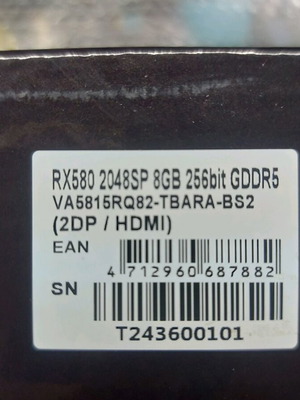 RX580 2048SP 8GB 256bit GDDR5
VA5815RQ82-TBARA-BS2
(2DP / HDMI)
EAN
4 712960 687882
SN
T243600101